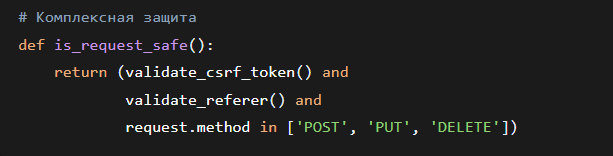 # Комплексная защита
def is_request_safe():
    return (validate_csrf_token() and
            validate_referer() and
            request.method in ['POST', 'PUT', 'DELETE'])